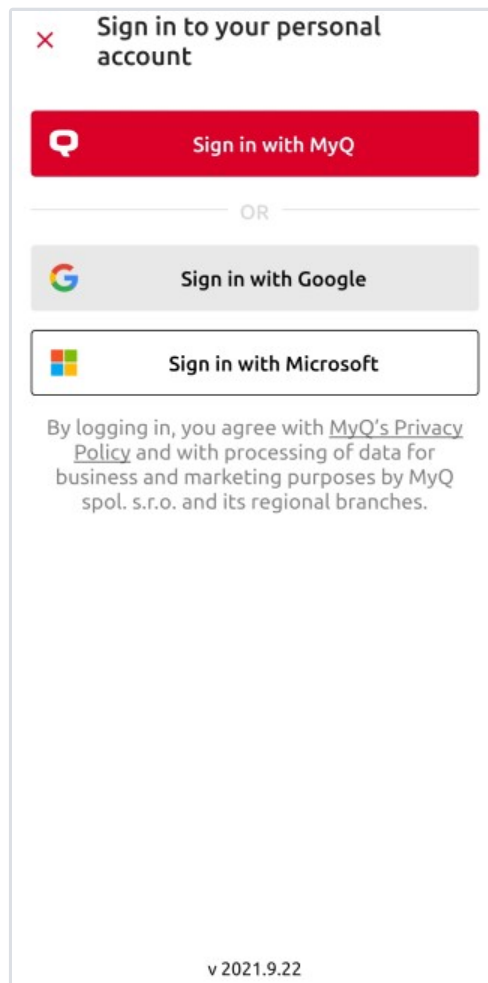 Sign in to your personal
account
Sign in with MyQ
OR
Sign in with Google
Sign in with Microsoft
By logging in, you agree with MyQ's Privacy
Policy and with processing of data for
business and marketing purposes by MyQ
spol. s.r.o. and its regional branches.
v 2021.9.22